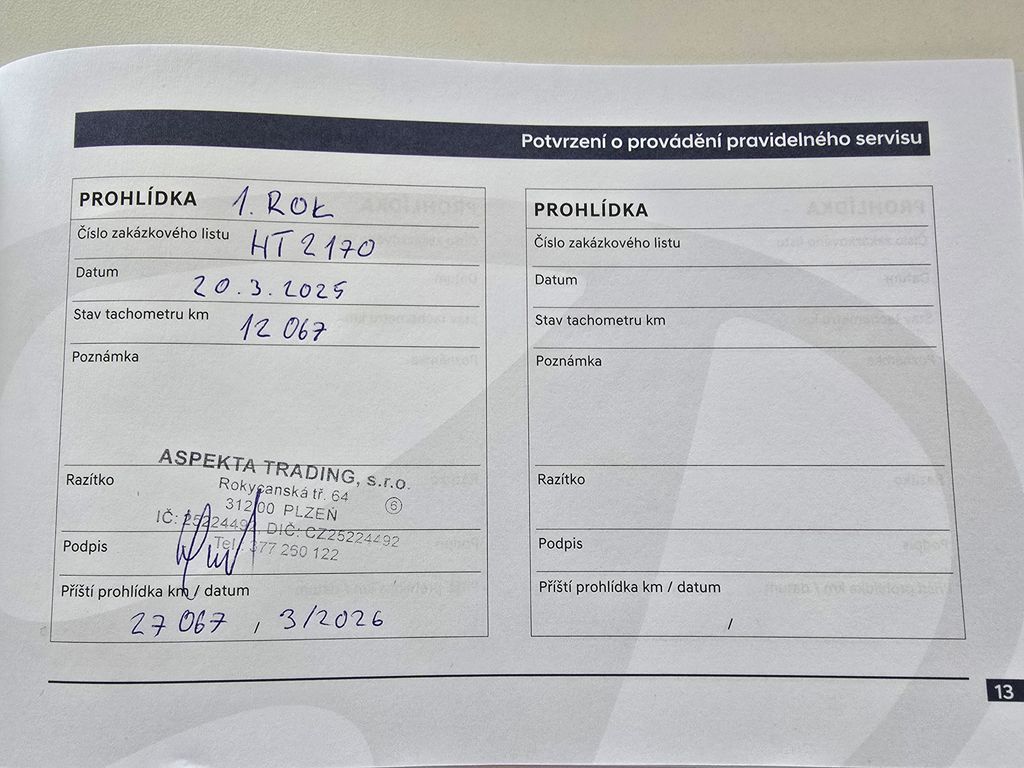 Potvrzení o provádění pravidelného servisu
PROHLÍDKA 1. ROK
Číslo zakázkového listu HT 2170
Datum 20.3.2025
Stav tachometru km 12 067
Poznámka
Razítko
ASPEKTA TRADING, s.r.o.
Rokycanská tř. 64
312 00 PLZEŇ 6
IČ: 25224492, DIČ: CZ25224492
Tel.: 377 260 122
Podpis
Příští prohlídka km / datum
27 067 / 3/2026
PROHLÍDKA
Číslo zakázkového listu
Datum
Stav tachometru km
Poznámka
Razítko
Podpis
Příští prohlídka km / datum
/
13